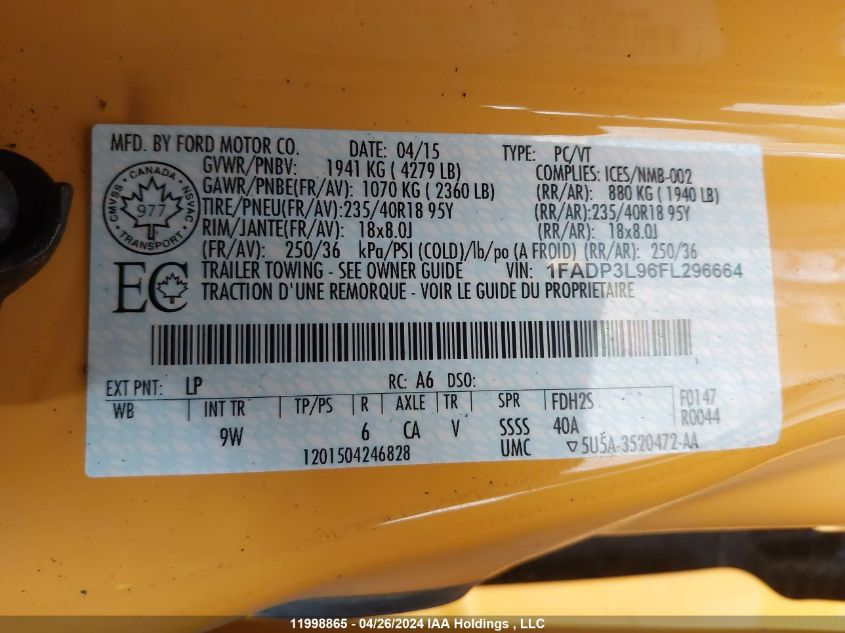 MFD. BY FORD MOTOR CO. DATE: 04/15 TYPE: PC/VT
GVWR/PNBV: 1941 KG ( 4279 LB) COMPLIES: ICES/NMB-002
GAWR/PNBE(FR/AV): 1070 KG ( 2360 LB) (RR/AR): 880 KG ( 1940 LB)
TIRE/PNEU(FR/AV): 235/40R18 95Y (RR/AR): 235/40R18 95Y
RIM/JANTE(FR/AV): 18x8.0J (RR/AR): 18x8.0J
(FR/AV): 250/36 kPa/PSI (COLD)/lb/po (A FROID) (RR/AR): 250/36
TRAILER TOWING - SEE OWNER GUIDE VIN: 1FADP3L96FL296664
TRACTION D'UNE REMORQUE - VOIR LE GUIDE DU PROPRIETAIRE
CANADA
CMVSS 977 NSVAC
TRANSPORT
EC
EXT PNT: LP RC: A6 DSO:
WB INT TR TP/PS R AXLE TR SPR FDH2S F0147
9W 6 CA V SSSS 40A R0044
1201504246828 UMC 5U5A-3520472-AA
11998865 - 04/26/2024 IAA Holdings , LLC